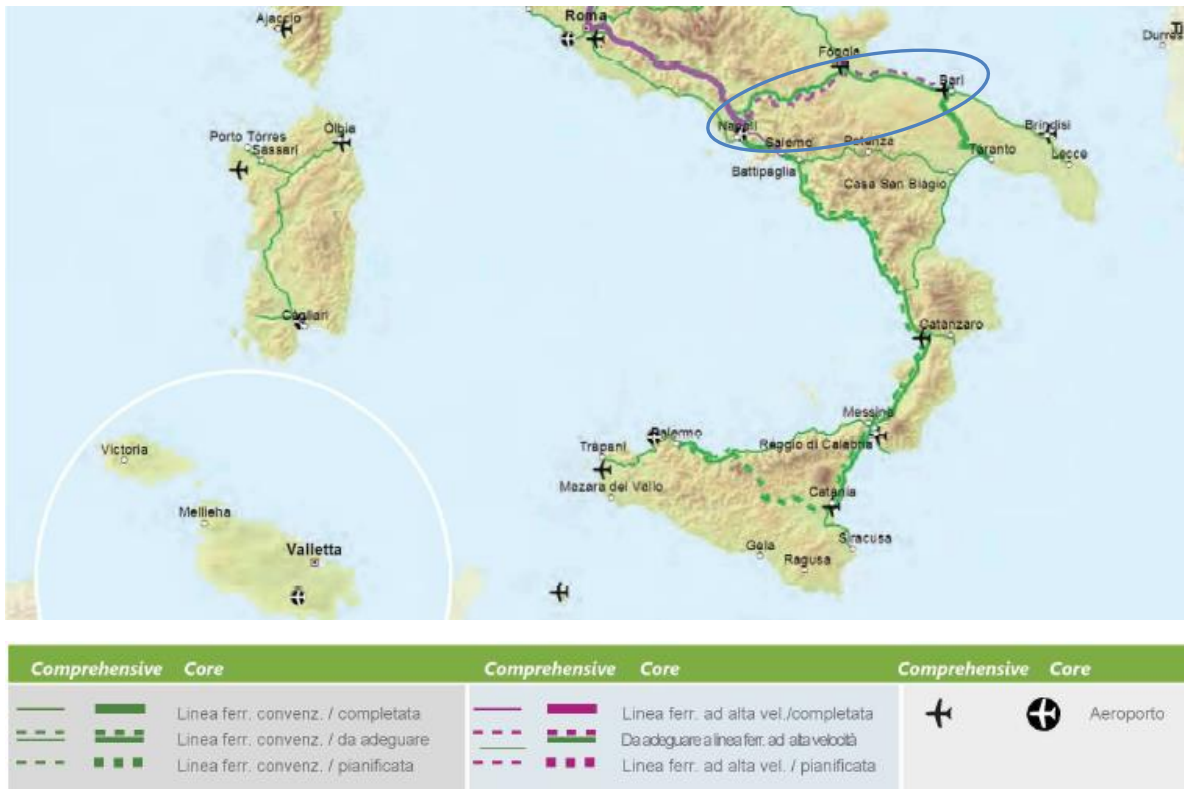 Ajaccio
Roma
Durres
Foggia
Bari
Porto Torres
Olbia
Sassari
Napoli
Salerno
Potenza
Brindisi
Battipaglia
Taranto
Lecce
Casa San Biagio
Cagliari
Catanzaro
Messina
Victoria
Trapani
Palermo
Reggio di Calabria
Mazara del Vallo
Catania
Mellieha
Valletta
Gela
Siracusa
Ragusa
Comprehensive Core
Linea ferr. convenz. / completata
Linea ferr. convenz. / da adeguare
Linea ferr. convenz. / pianificata
Comprehensive Core
Linea ferr. ad alta vel./completata
Da adeguare a linea ferr. ad alta velocità
Linea ferr. ad alta vel. / pianificata
Comprehensive Core
Aeroporto